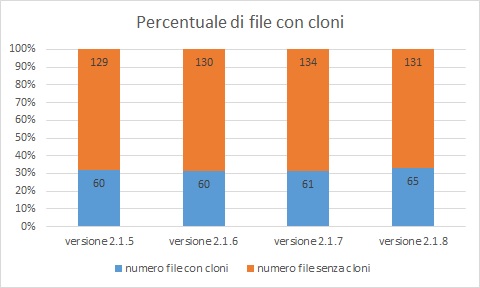 Percentuale di file con cloni
100%
90%
80%
70%
60%
50%
40%
30%
20%
10%
0%
129 130 134 131
60 60 61 65
versione 2.1.5 versione 2.1.6 versione 2.1.7 versione 2.1.8
numero file con cloni numero file senza cloni